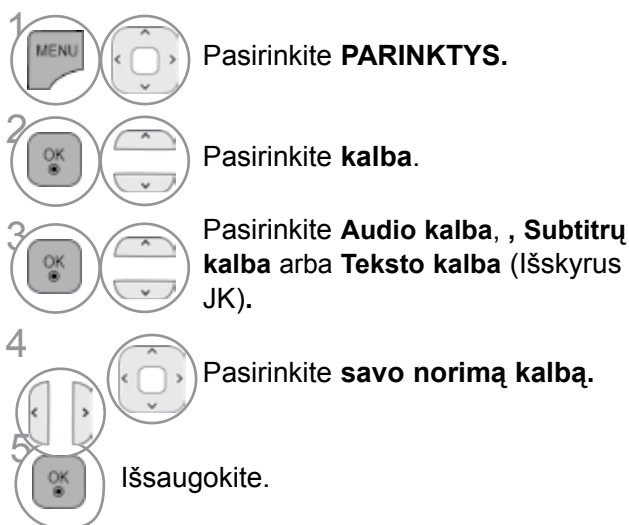 1
MENU
Pasirinkite PARINKTYS.
2
OK
Pasirinkite kalba.
3
OK
Pasirinkite Audio kalba, , Subtitrų
kalba arba Teksto kalba (Išskyrus
JK).
4
Pasirinkite savo norimą kalbą.
5
OK
Išsaugokite.